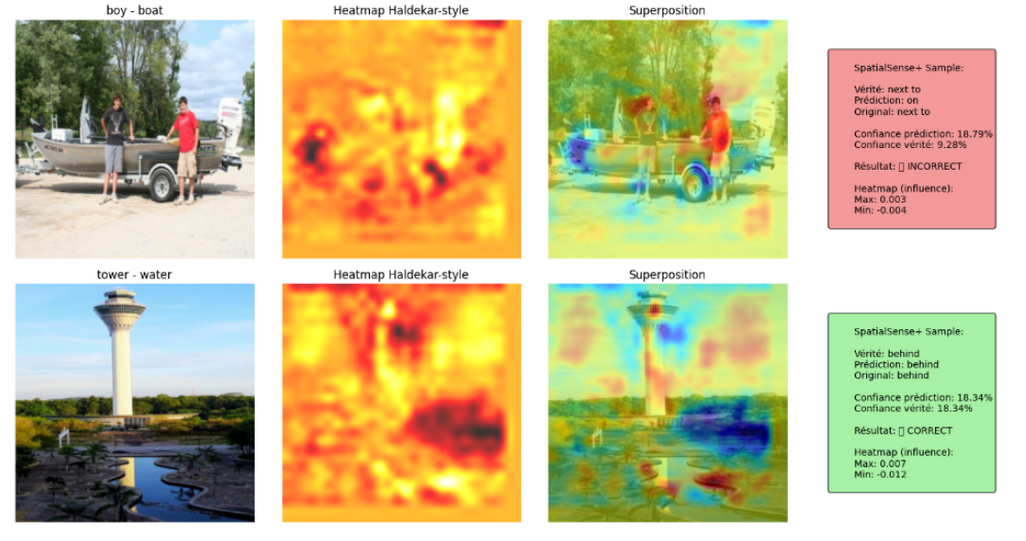 boy - boat
Heatmap Haldekar-style
Superposition
SpatialSense+ Sample:
Vérité: next to
Prédiction: on
Original: next to
Confiance prédiction: 18.79%
Confiance vérité: 9.28%
Résultat: ▯ INCORRECT
Heatmap (influence):
Max: 0.003
Min: -0.004
tower - water
Heatmap Haldekar-style
Superposition
SpatialSense+ Sample:
Vérité: behind
Prédiction: behind
Original: behind
Confiance prédiction: 18.34%
Confiance vérité: 18.34%
Résultat: ▯ CORRECT
Heatmap (influence):
Max: 0.007
Min: -0.012